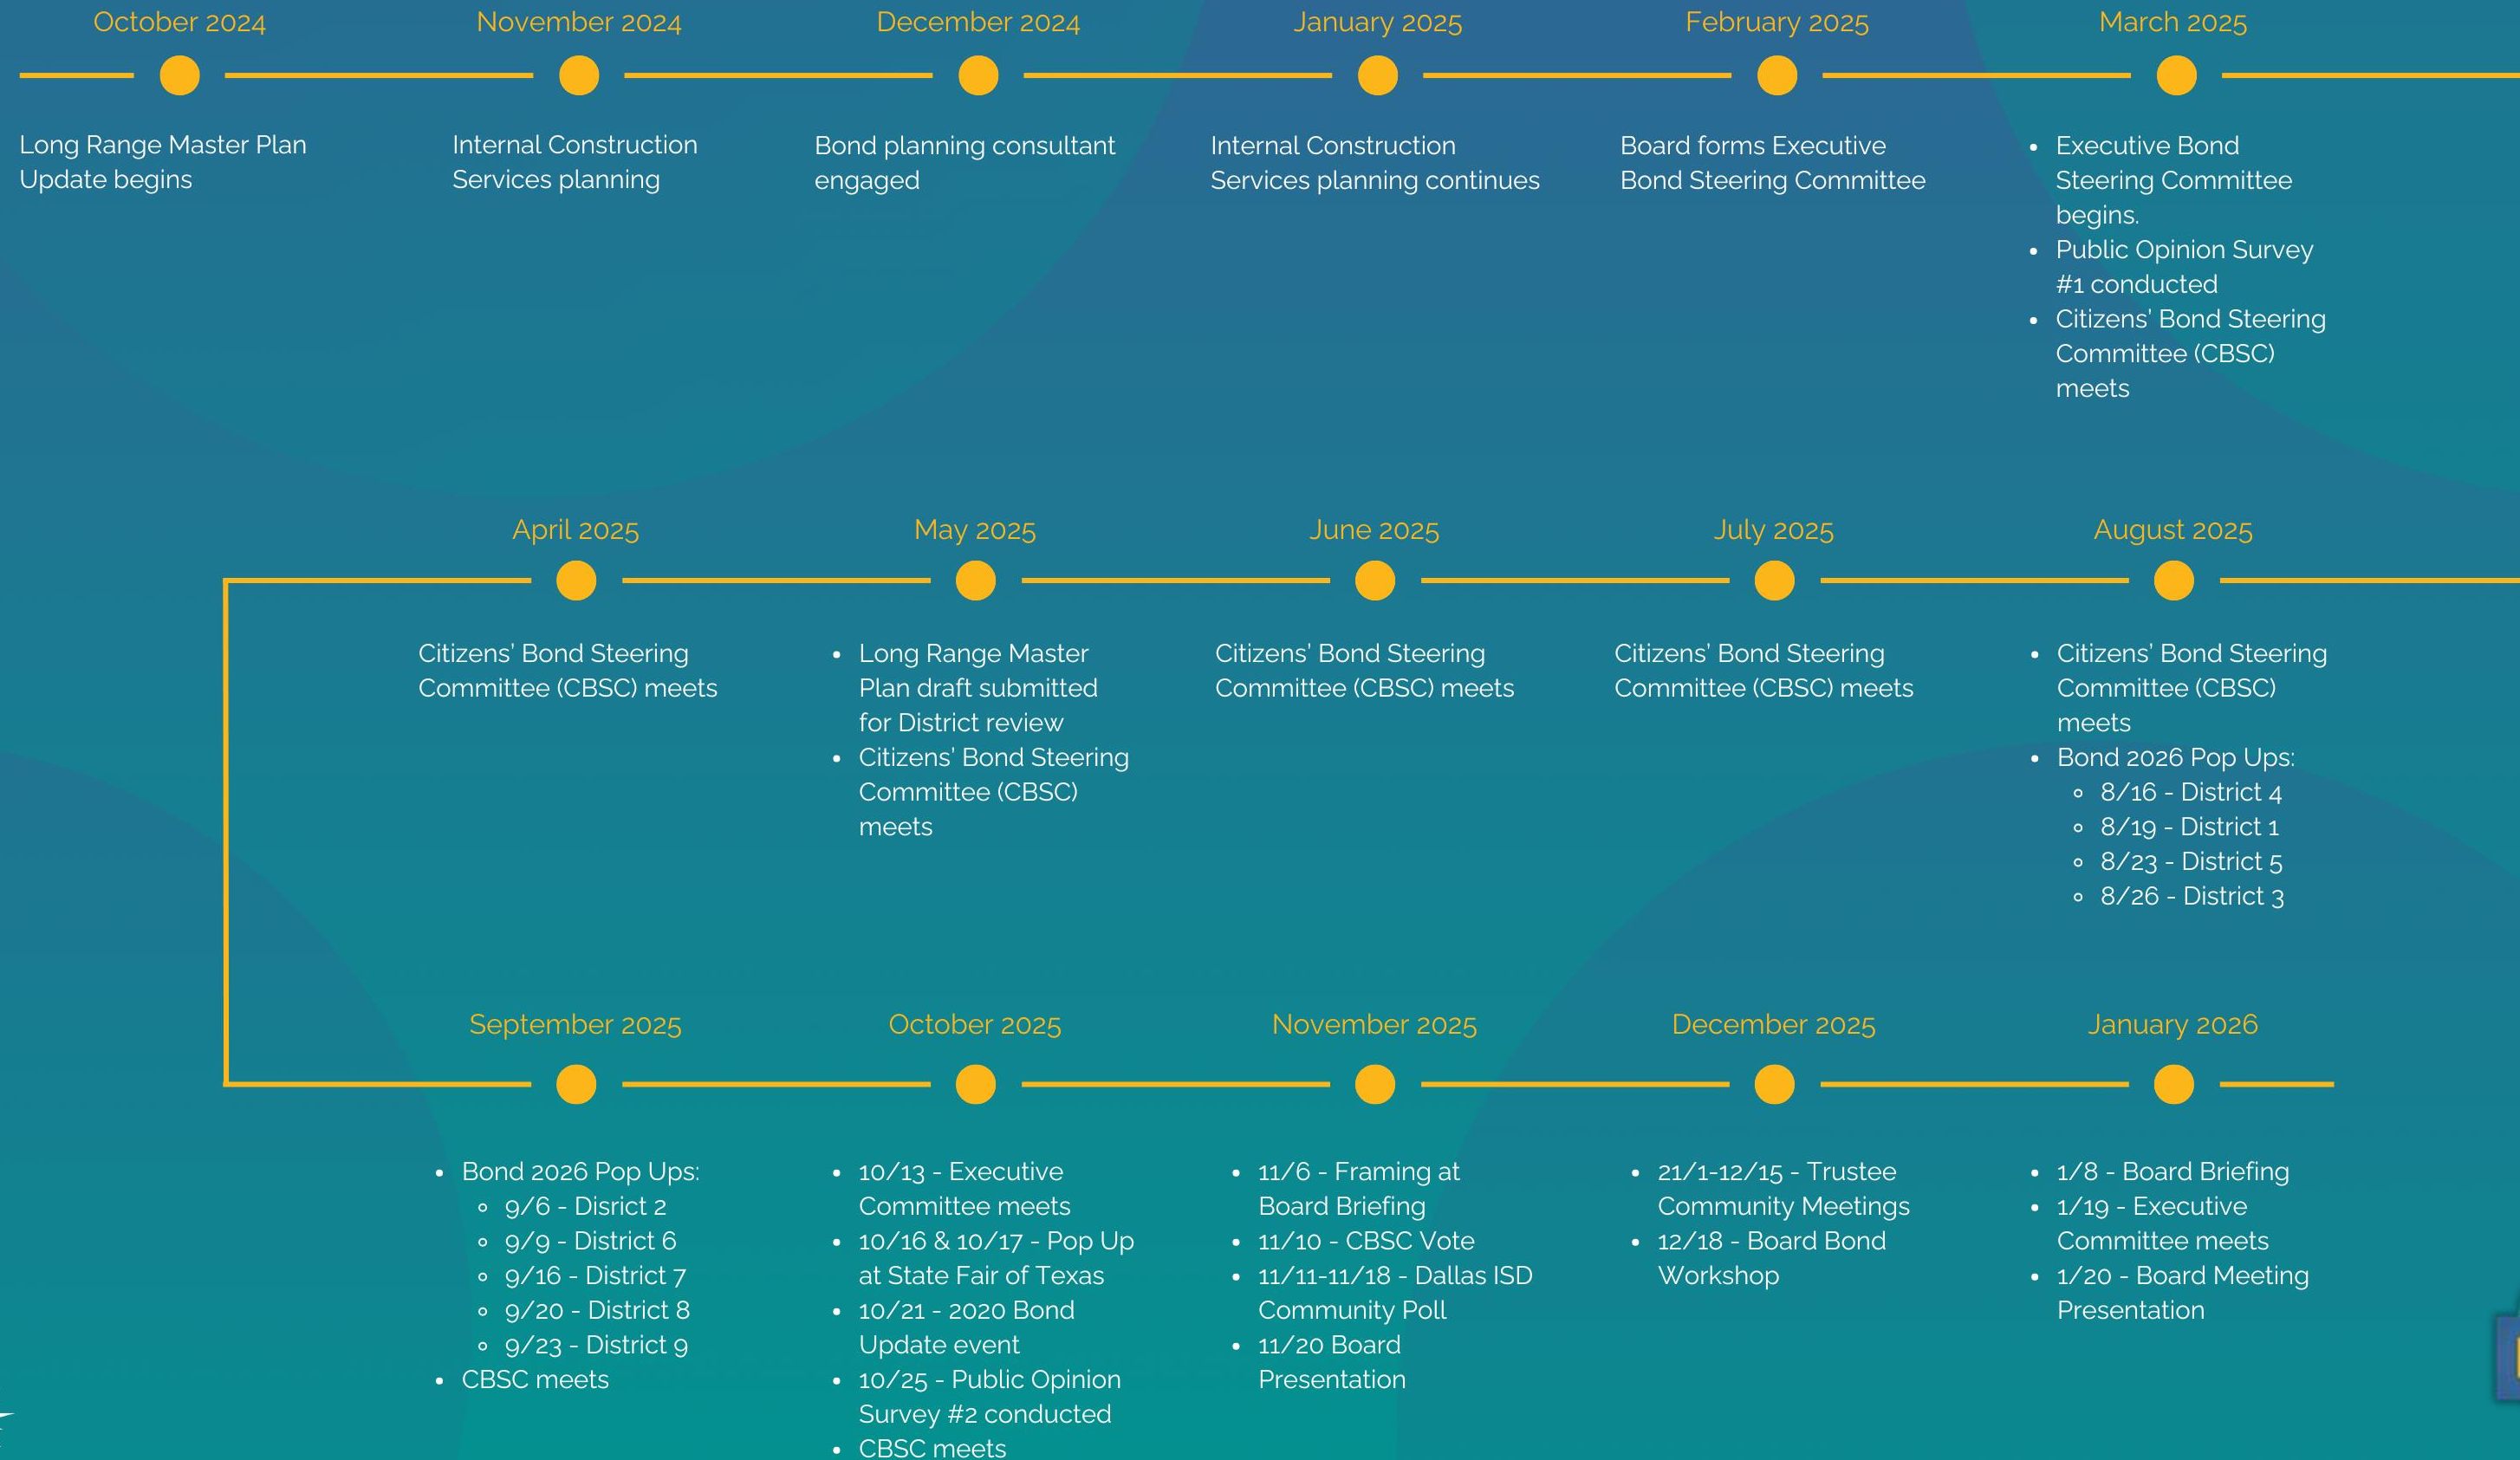 October 2024
Long Range Master Plan
Update begins
November 2024
Internal Construction
Services planning
December 2024
Bond planning consultant
engaged
January 2025
Internal Construction
Services planning continues
February 2025
Board forms Executive
Bond Steering Committee
March 2025
• Executive Bond
Steering Committee
begins.
• Public Opinion Survey
#1 conducted
• Citizens’ Bond Steering
Committee (CBSC)
meets
April 2025
Citizens’ Bond Steering
Committee (CBSC) meets
May 2025
• Long Range Master
Plan draft submitted
for District review
• Citizens’ Bond Steering
Committee (CBSC)
meets
June 2025
Citizens’ Bond Steering
Committee (CBSC) meets
July 2025
Citizens’ Bond Steering
Committee (CBSC) meets
August 2025
• Citizens’ Bond Steering
Committee (CBSC)
meets
• Bond 2026 Pop Ups:
◦ 8/16 - District 4
◦ 8/19 - District 1
◦ 8/23 - District 5
◦ 8/26 - District 3
September 2025
• Bond 2026 Pop Ups:
◦ 9/6 - Disrict 2
◦ 9/9 - District 6
◦ 9/16 - District 7
◦ 9/20 - District 8
◦ 9/23 - District 9
• CBSC meets
October 2025
• 10/13 - Executive
Committee meets
• 10/16 & 10/17 - Pop Up
at State Fair of Texas
• 10/21 - 2020 Bond
Update event
• 10/25 - Public Opinion
Survey #2 conducted
• CBSC meets
November 2025
• 11/6 - Framing at
Board Briefing
• 11/10 - CBSC Vote
• 11/11-11/18 - Dallas ISD
Community Poll
• 11/20 Board
Presentation
December 2025
• 21/1-12/15 - Trustee
Community Meetings
• 12/18 - Board Bond
Workshop
January 2026
• 1/8 - Board Briefing
• 1/19 - Executive
Committee meets
• 1/20 - Board Meeting
Presentation